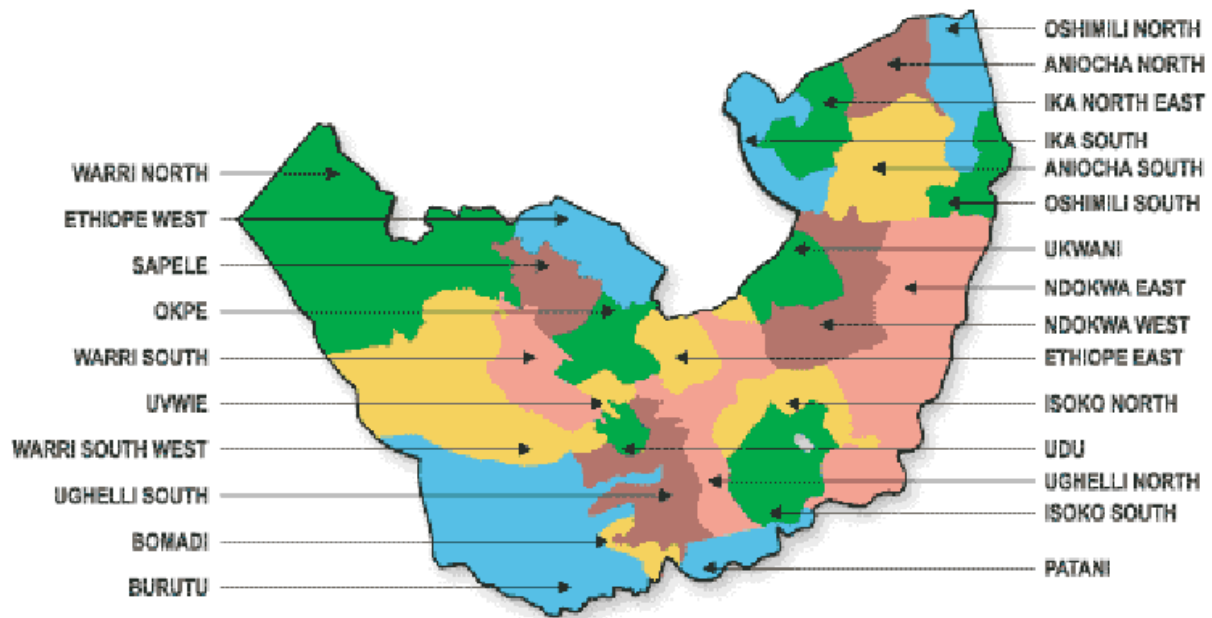 WARRI NORTH
ETHIOPE WEST
SAPELE
OKPE
WARRI SOUTH
UVWIE
WARRI SOUTH WEST
UGHELLI SOUTH
BOMADI
BURUTU
OSHIMILI NORTH
ANIOCHA NORTH
IKA NORTH EAST
IKA SOUTH
ANIOCHA SOUTH
OSHIMILI SOUTH
UKWANI
NDOKWA EAST
NDOKWA WEST
ETHIOPE EAST
ISOKO NORTH
UDU
UGHELLI NORTH
ISOKO SOUTH
PATANI